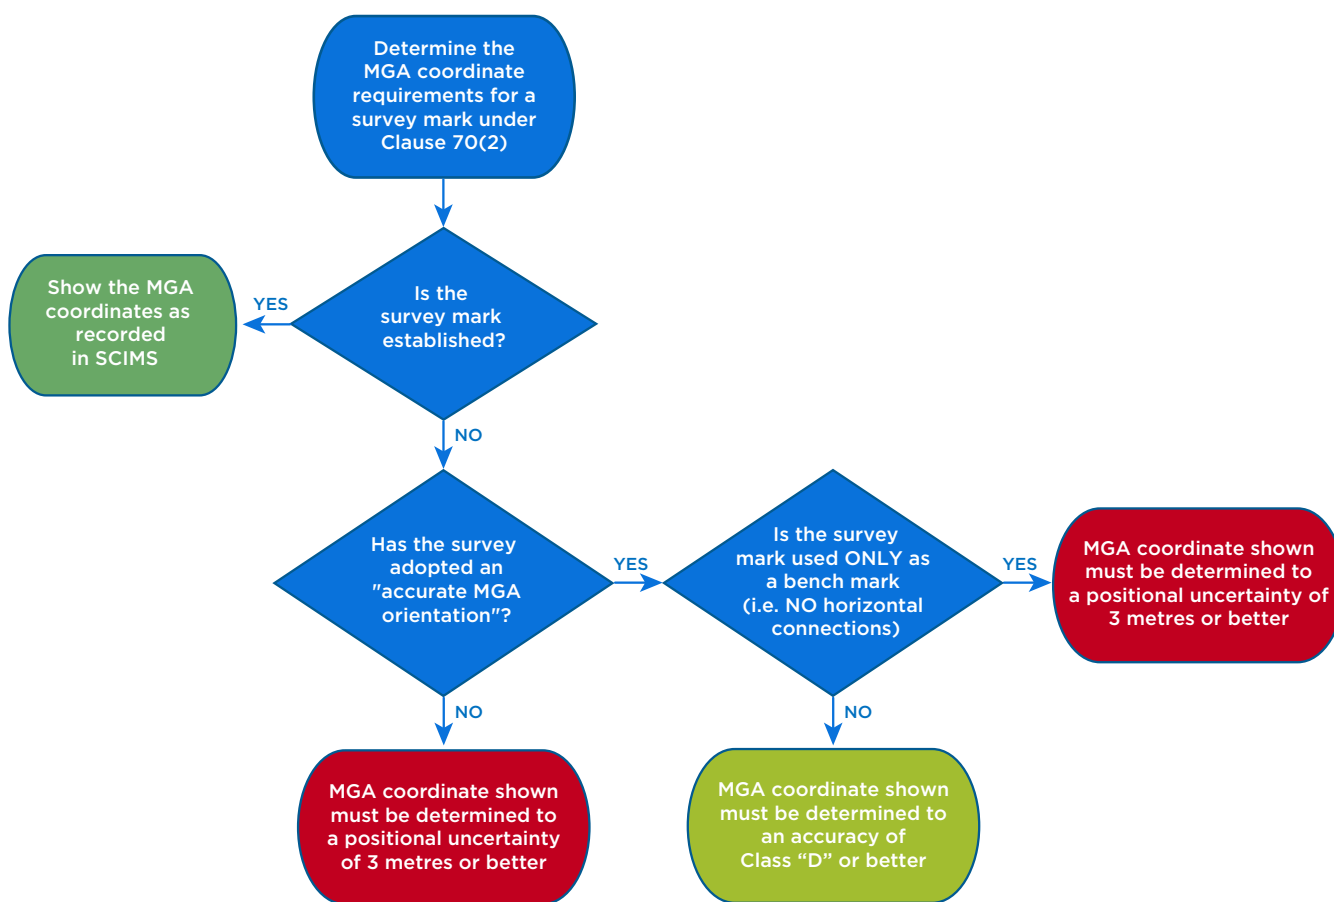 Determine the
MGA coordinate
requirements for a
survey mark under
Clause 70(2)
Is the
survey mark
established?
YES
Show the MGA
coordinates as
recorded
in SCIMS
NO
Has the survey
adopted an
"accurate MGA
orientation"?
YES
Is the survey
mark used ONLY as
a bench mark
(i.e. NO horizontal
connections)
YES
MGA coordinate shown
must be determined to
a positional uncertainty of
3 metres or better
NO
MGA coordinate shown
must be determined to
a positional uncertainty
of 3 metres or better
NO
MGA coordinate shown
must be determined to
an accuracy of
Class “D” or better